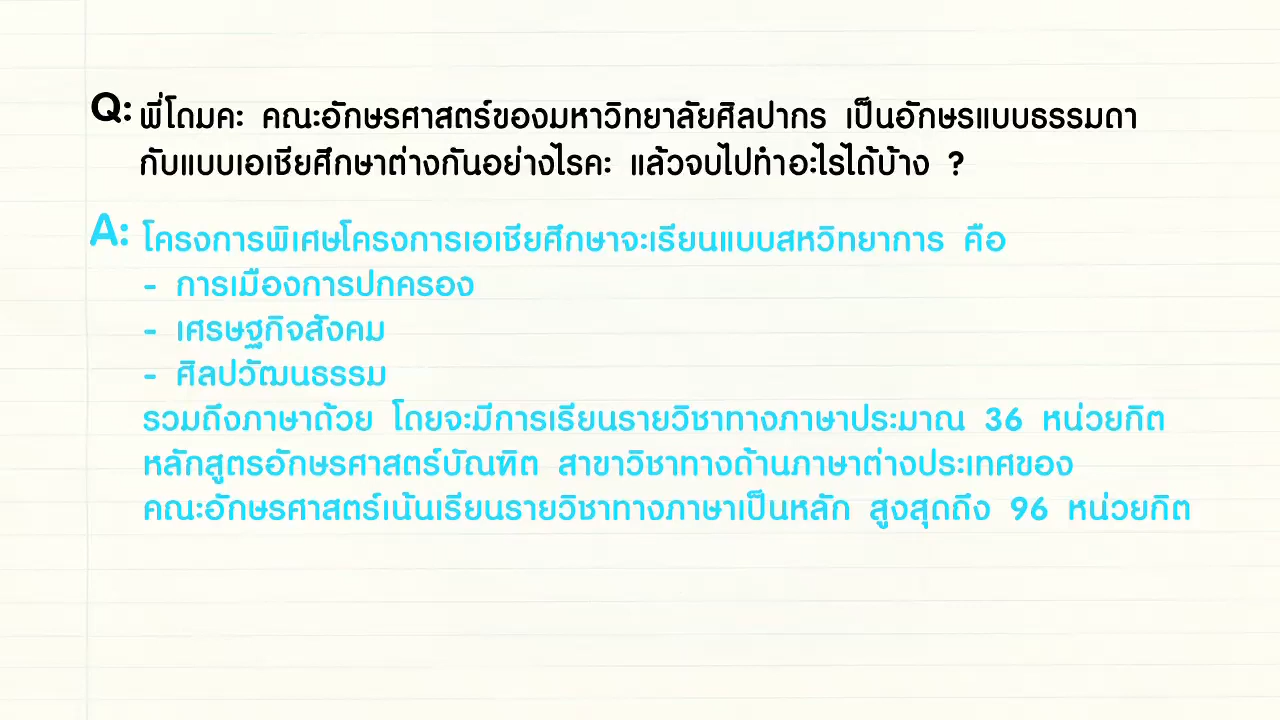 Q: พี่โดมคะ คณะอักษรศาสตร์ของมหาวิทยาลัยศิลปากร เป็นอักษรแบบธรรมดา
กับแบบเอเชียศึกษาต่างกันอย่างไรคะ แล้วจบไปทำอะไรได้บ้าง ?
A: โครงการพิเศษโครงการเอเชียศึกษาจะเรียนแบบสหวิทยาการ คือ
- การเมืองการปกครอง
- เศรษฐกิจสังคม
- ศิลปวัฒนธรรม
รวมถึงภาษาด้วย โดยจะมีการเรียนรายวิชาทางภาษาประมาณ 36 หน่วยกิต
หลักสูตรอักษรศาสตร์บัณฑิต สาขาวิชาทางด้านภาษาต่างประเทศของ
คณะอักษรศาสตร์เน้นเรียนรายวิชาทางภาษาเป็นหลัก สูงสุดถึง 96 หน่วยกิต